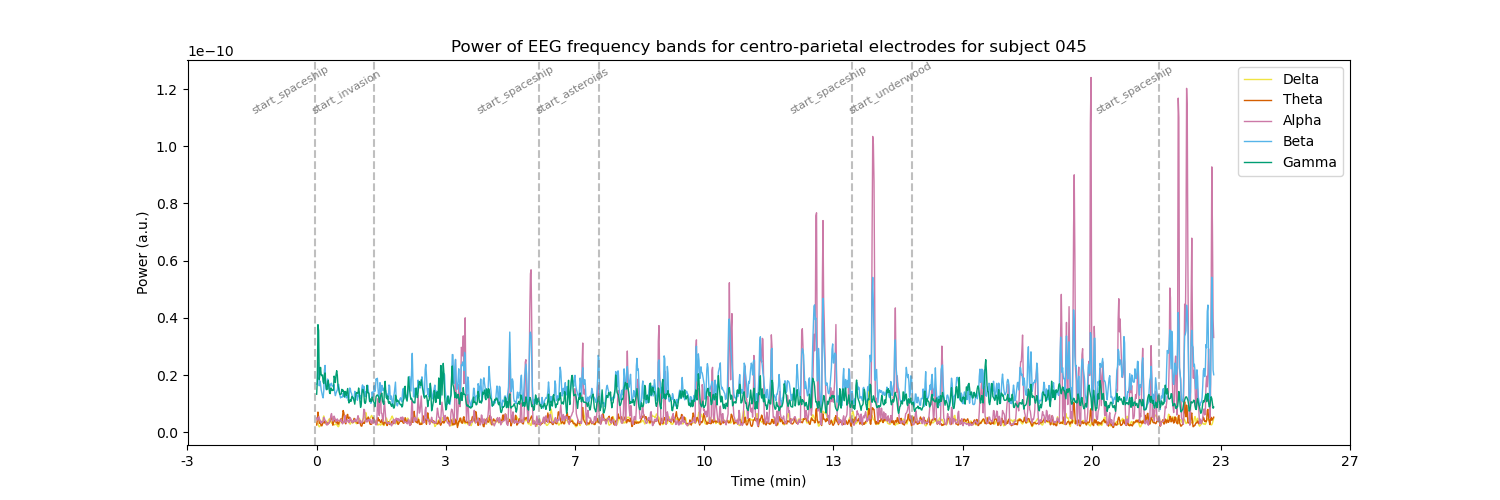 Power of EEG frequency bands for centro-parietal electrodes for subject 045
1e−10
start_spaceship
start_invasion
start_spaceship
start_asteroids
start_spaceship
start_underwood
start_spaceship
Delta
Theta
Alpha
Beta
Gamma
1.2
1.0
0.8
0.6
0.4
0.2
0.0
Power (a.u.)
-3 0 3 7 10 13 17 20 23 27
Time (min)